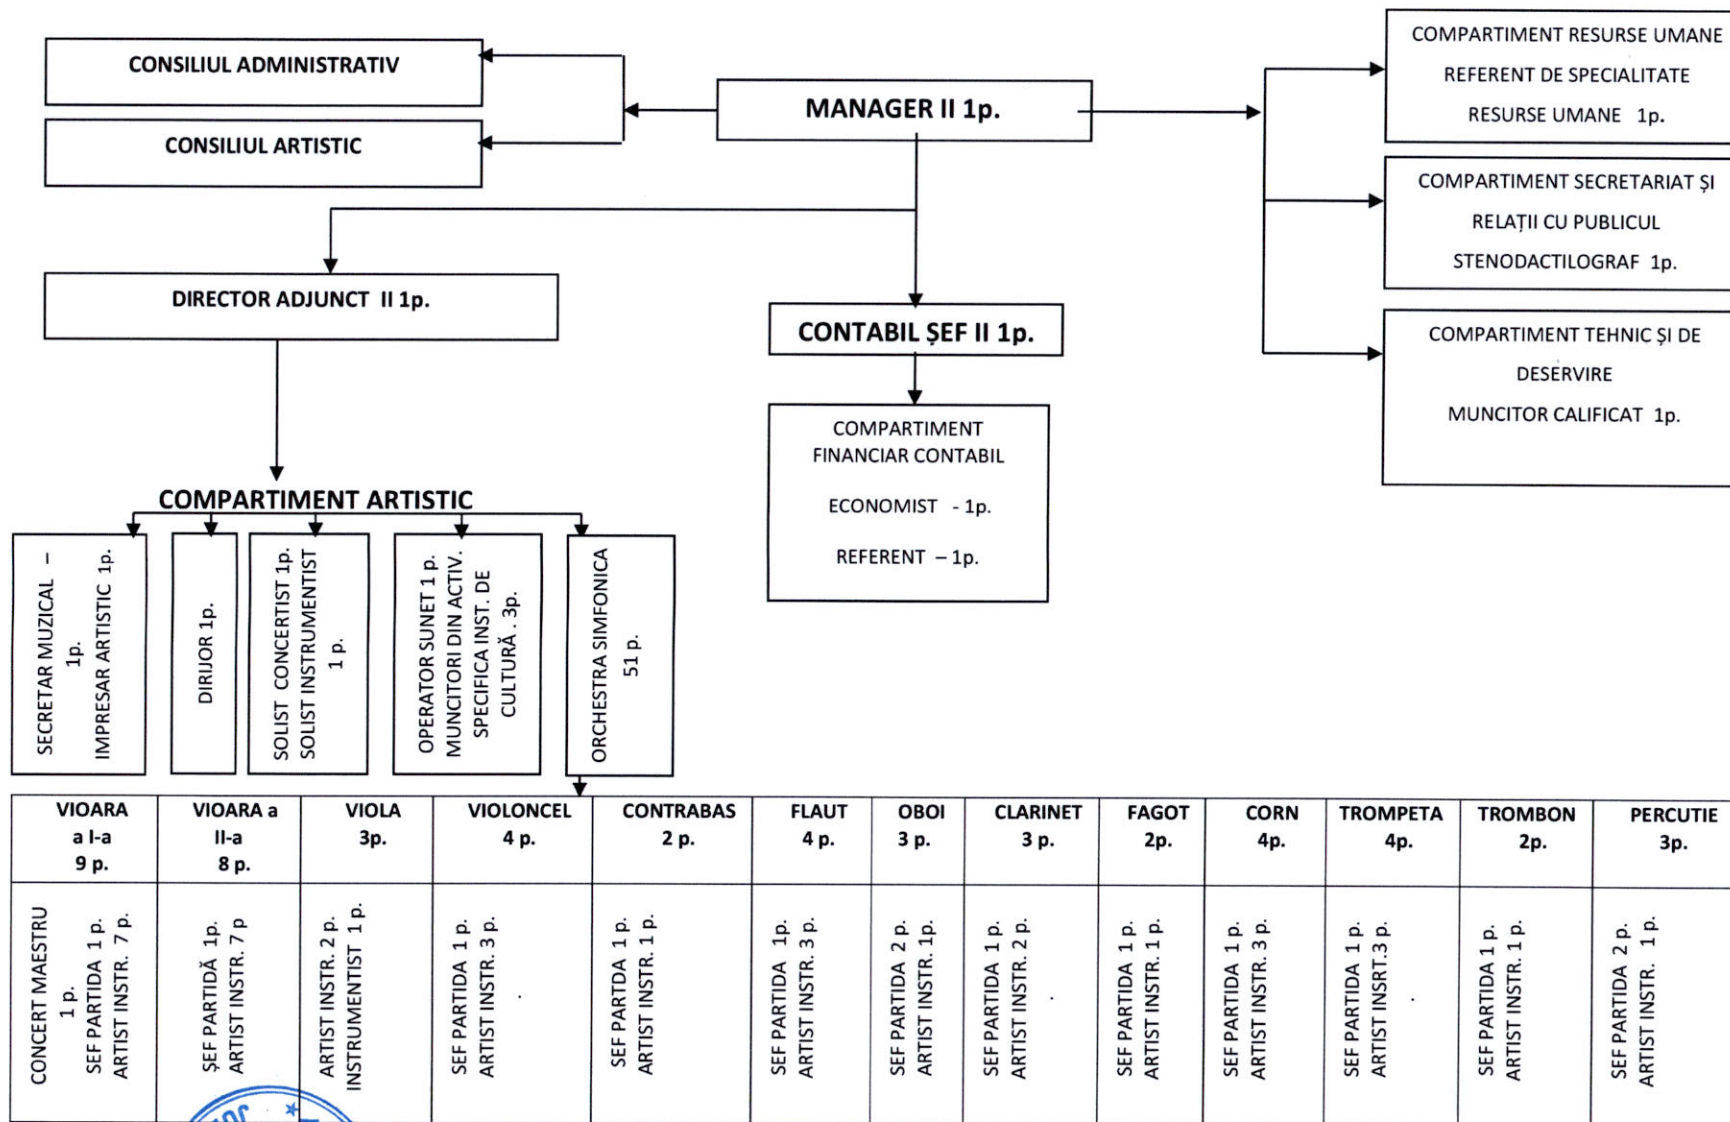 CONSILIUL ADMINISTRATIV
CONSILIUL ARTISTIC
MANAGER II 1p.
COMPARTIMENT RESURSE UMANE
REFERENT DE SPECIALITATE
RESURSE UMANE 1p.
COMPARTIMENT SECRETARIAT ȘI
RELAȚII CU PUBLICUL
STENODACTILOGRAF 1p.
COMPARTIMENT TEHNIC ȘI DE
DESERVIRE
MUNCITOR CALIFICAT 1p.
DIRECTOR ADJUNCT II 1p.
CONTABIL ȘEF II 1p.
COMPARTIMENT
FINANCIAR CONTABIL
ECONOMIST - 1p.
REFERENT – 1p.
COMPARTIMENT ARTISTIC
SECRETAR MUZICAL –
1p.
IMPRESAR ARTISTIC 1p.
DIRIJOR 1p.
SOLIST CONCERTIST 1p.
SOLIST INSTRUMENTIST
1 p.
OPERATOR SUNET 1 p.
MUNCITORI DIN ACTIV.
SPECIFICA INST. DE
CULTURĂ . 3p.
ORCHESTRA SIMFONICA
51 p.
VIOARA
a I-a
9 p.
VIOARA a
II-a
8 p.
VIOLA
3p.
VIOLONCEL
4 p.
CONTRABAS
2 p.
FLAUT
4 p.
OBOI
3 p.
CLARINET
3 p.
FAGOT
2p.
CORN
4p.
TROMPETA
4p.
TROMBON
2p.
PERCUTIE
3p.
CONCERT MAESTRU
1 p.
SEF PARTIDA 1 p.
ARTIST INSTR. 7 p.
ȘEF PARTIDĂ 1p.
ARTIST INSTR. 7 p
ARTIST INSTR. 2 p.
INSTRUMENTIST 1 p.
SEF PARTIDA 1 p.
ARTIST INSTR. 3 p.
SEF PARTDA 1 p.
ARTIST INSTR. 1 p.
SEF PARTIDA 1p.
ARTIST INSTR. 3 p.
SEF PARTIDA 2 p.
ARTIST INSTR. 1p.
SEF PARTIDA 1 p.
ARTIST INSTR. 2 p.
SEF PARTIDA 1 p.
ARTIST INSTR. 1 p.
SEF PARTIDA 1 p.
ARTIST INSTR. 3 p.
SEF PARTIDA 1 p.
ARTIST INSRT.3 p.
SEF PARTIDA 1 p.
ARTIST INSTR. 1 p.
SEF PARTIDA 2 p.
ARTIST INSTR. 1 p.